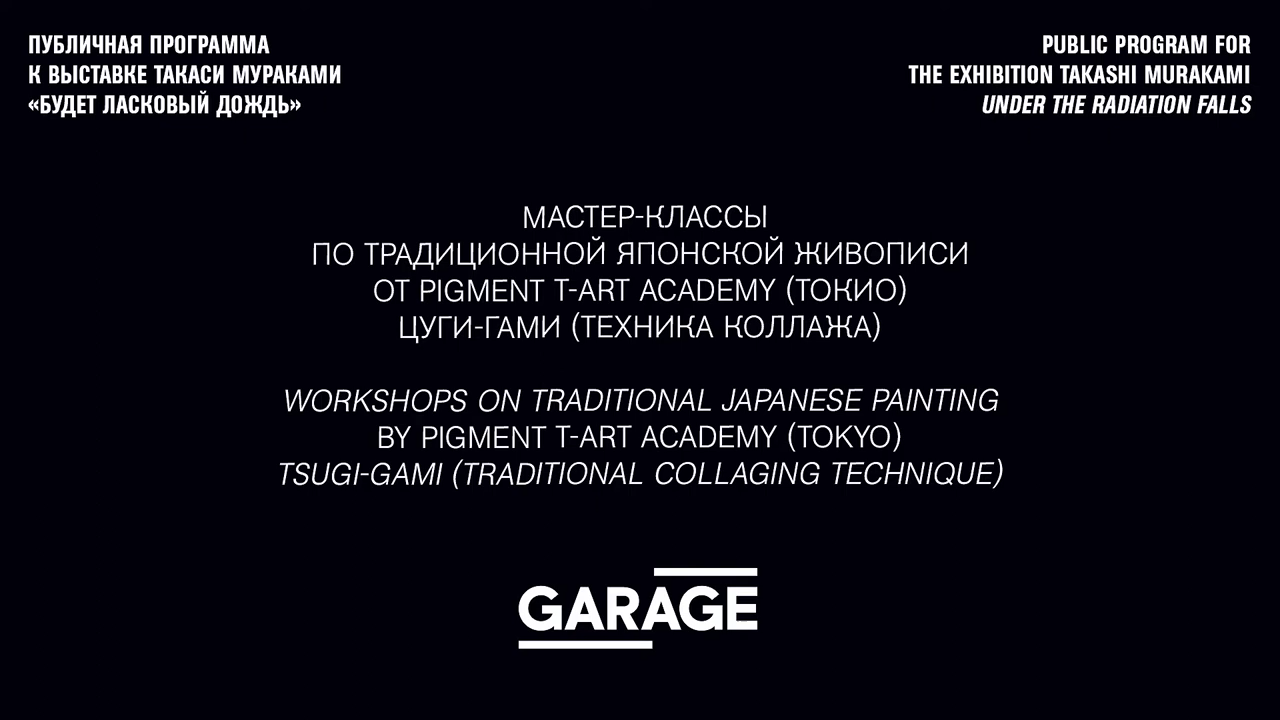 ПУБЛИЧНАЯ ПРОГРАММА
К ВЫСТАВКЕ ТАКАСИ МУРАКАМИ
«БУДЕТ ЛАСКОВЫЙ ДОЖДЬ»
PUBLIC PROGRAM FOR
THE EXHIBITION TAKASHI MURAKAMI
UNDER THE RADIATION FALLS
МАСТЕР-КЛАССЫ
ПО ТРАДИЦИОННОЙ ЯПОНСКОЙ ЖИВОПИСИ
ОТ PIGMENT T-ART ACADEMY (ТОКИО)
ЦУГИ-ГАМИ (ТЕХНИКА КОЛЛАЖА)
WORKSHOPS ON TRADITIONAL JAPANESE PAINTING
BY PIGMENT T-ART ACADEMY (TOKYO)
TSUGI-GAMI (TRADITIONAL COLLAGING TECHNIQUE)
GARAGE